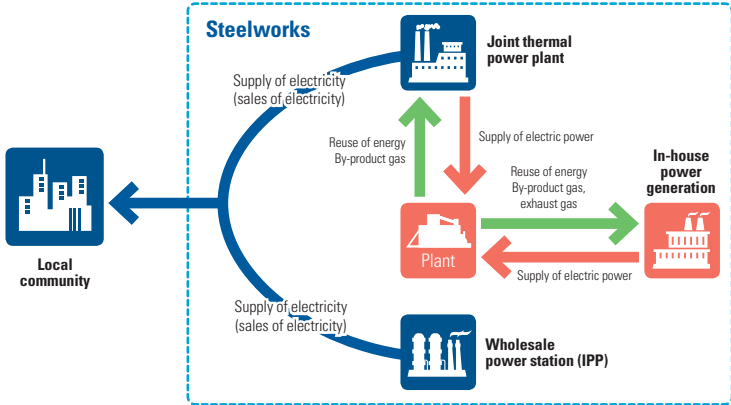 Steelworks
Joint thermal
power plant
Supply of electricity
(sales of electricity)
Reuse of energy
By-product gas
Supply of electric power
In-house
power
generation
Reuse of energy
By-product gas,
exhaust gas
Plant
Supply of electric power
Local
community
Supply of electricity
(sales of electricity)
Wholesale
power station (IPP)